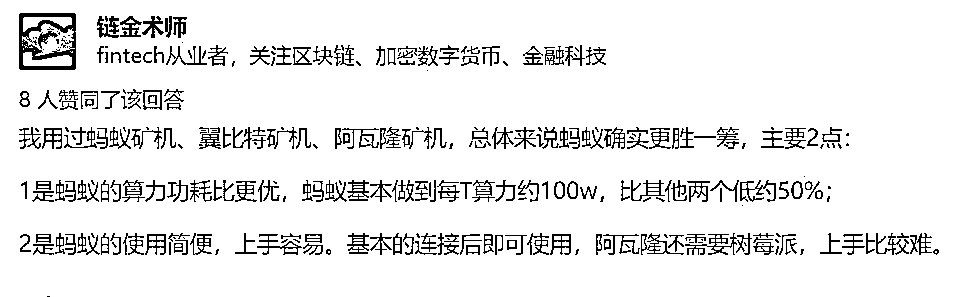 链金术师
fintech从业者，关注区块链、加密数字货币、金融科技
8 人赞同了该回答
我用过蚂蚁矿机、翼比特矿机、阿瓦隆矿机，总体来说蚂蚁确实更胜一筹，主要2点：
1是蚂蚁的算力功耗比更优，蚂蚁基本做到每T算力约100w，比其他两个低约50%；
2是蚂蚁的使用简便，上手容易。基本的连接后即可使用，阿瓦隆还需要树莓派，上手比较难。